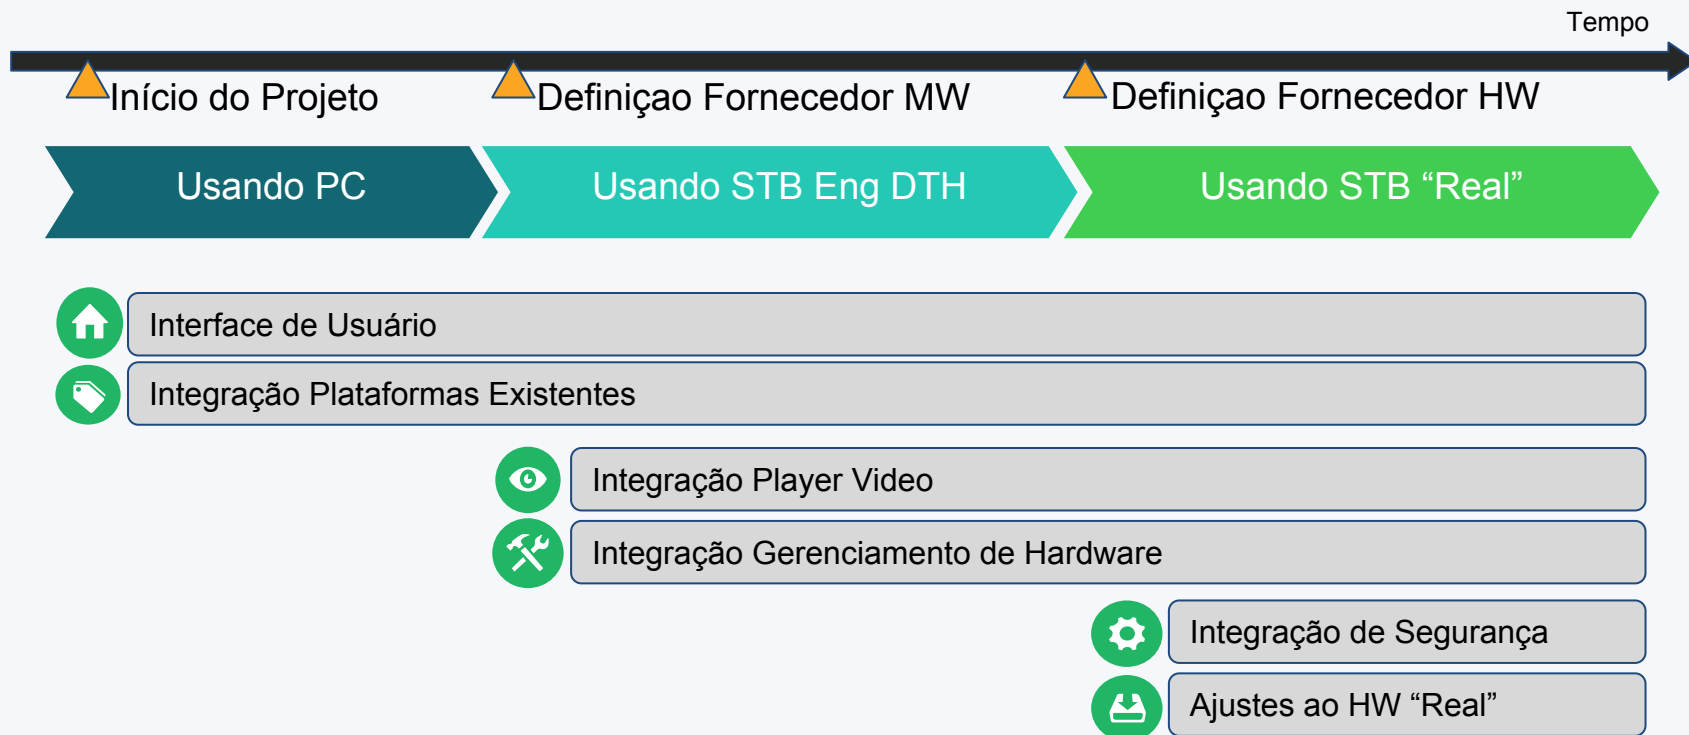 Tempo
Início do Projeto
Definiçao Fornecedor MW
Definiçao Fornecedor HW
Usando PC
Usando STB Eng DTH
Usando STB “Real”
Interface de Usuário
Integração Plataformas Existentes
Integração Player Video
Integração Gerenciamento de Hardware
Integração de Segurança
Ajustes ao HW “Real”